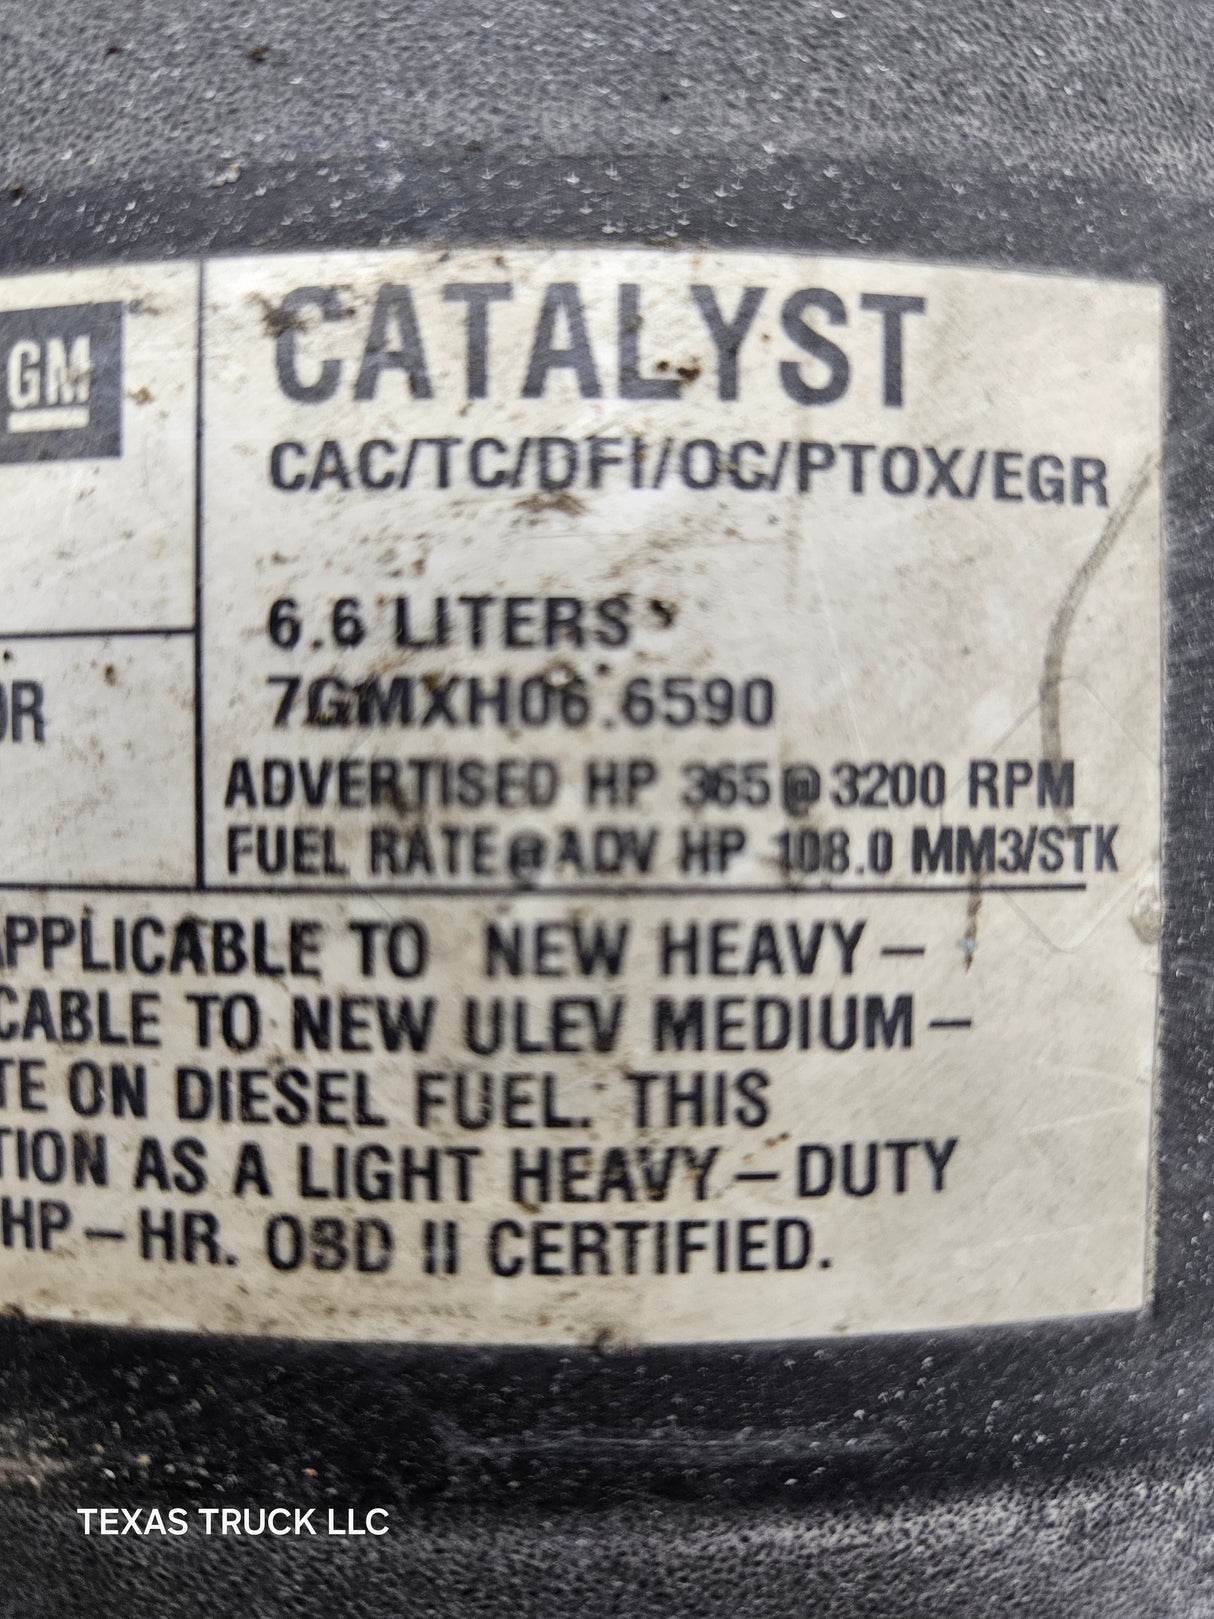 GM
CATALYST
CAC/TC/DFI/OC/PTOX/EGR
6.6 LITERS
OR
7GMXH06.6590
ADVERTISED HP 365@3200 RPM
FUEL RATE@ADV HP 108.0 MM3/STK
APPLICABLE TO NEW HEAVY-
CABLE TO NEW ULEV MEDIUM-
TE ON DIESEL FUEL. THIS
TION AS A LIGHT HEAVY-DUTY
HP-HR. OBD II CERTIFIED.
TEXAS TRUCK LLC